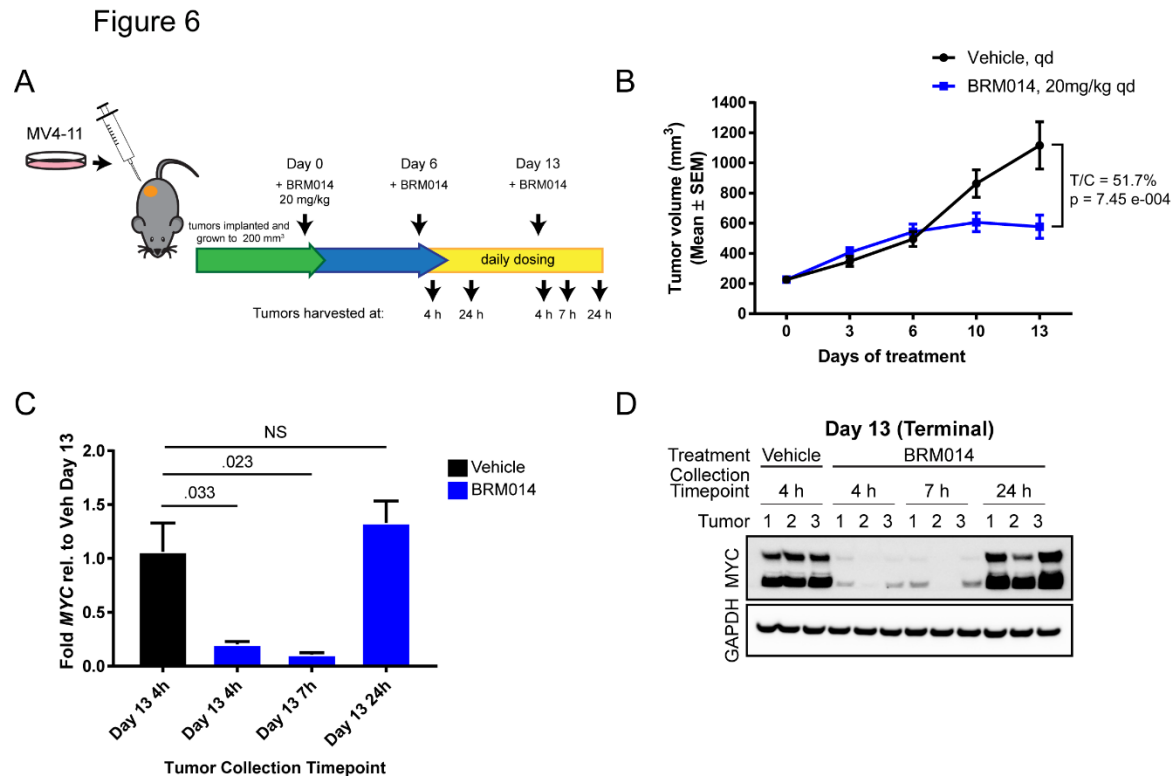 Figure 6
A
MV4-11
Day 0
+ BRM014
20 mg/kg
Day 6
+ BRM014
Day 13
+ BRM014
tumors implanted and
grown to 200 mm³
daily dosing
Tumors harvested at:
4 h
24 h
4 h
7 h
24 h
B
Vehicle, qd
BRM014, 20mg/kg qd
Tumor volume (mm³)
(Mean ± SEM)
1400
1200
1000
800
600
400
200
0
0
3
6
10
13
Days of treatment
T/C = 51.7%
p = 7.45 e-004
C
Fold MYC rel. to Veh Day 13
2.0
1.5
1.0
0.5
0.0
NS
.023
.033
Vehicle
BRM014
Day 13 4h
Day 13 4h
Day 13 7h
Day 13 24h
Tumor Collection Timepoint
D
Day 13 (Terminal)
Treatment Vehicle BRM014
Collection
Timepoint 4 h 4 h 7 h 24 h
Tumor 1 2 3 1 2 3 1 2 3 1 2 3
MYC
GAPDH